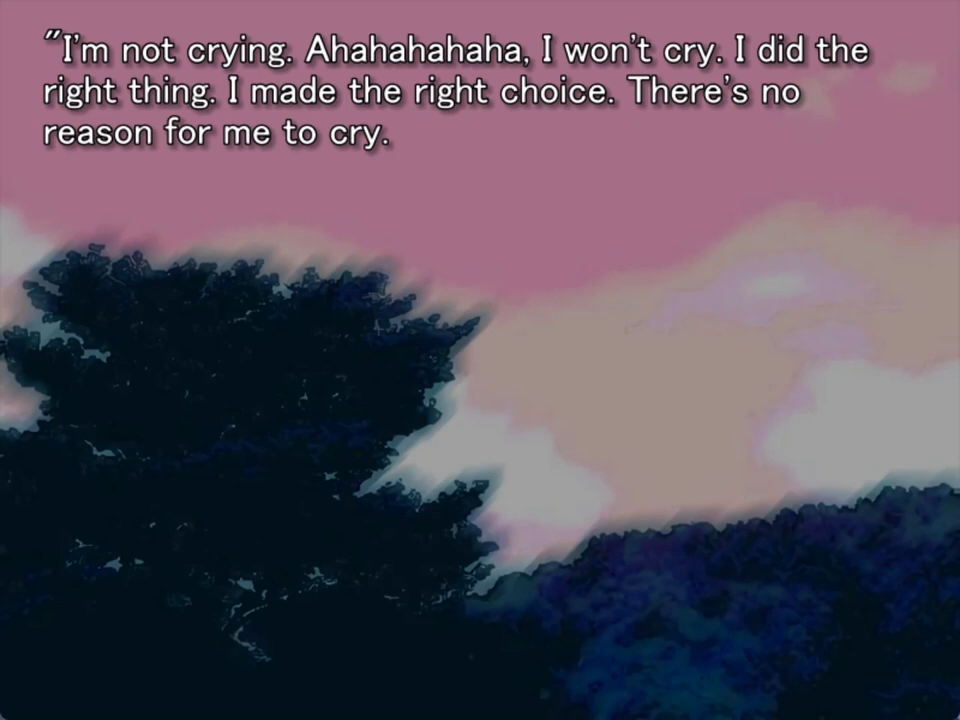 "I'm not crying. Ahahahahaha, I won't cry. I did the
right thing. I made the right choice. There's no
reason for me to cry.